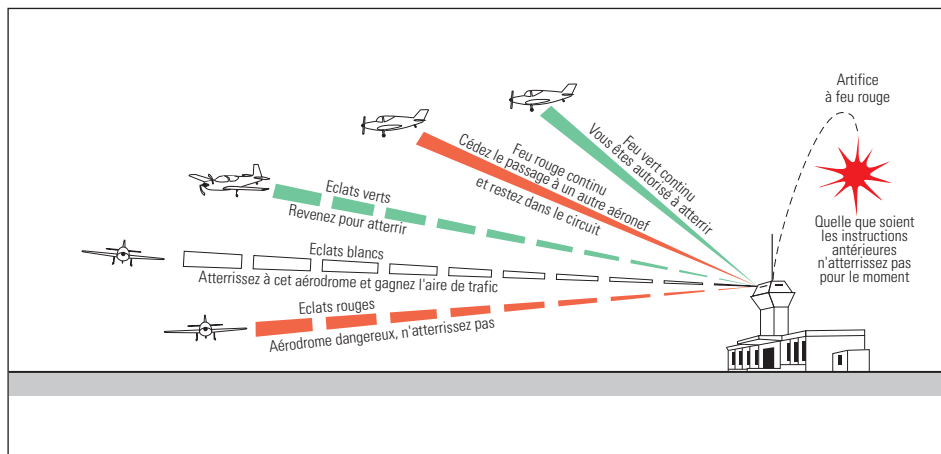 Artifice
à feu rouge
Feu vert continu
Vous êtes autorisé à atterrir
Feu rouge continu
Cédez le passage à un autre aéronef
et restez dans le circuit
Eclats verts
Revenez pour atterrir
Quelle que soient
les instructions
antérieures
n'atterrissez pas
pour le moment
Eclats blancs
Atterrissez à cet aérodrome et gagnez l'aire de trafic
Eclats rouges
Aérodrome dangereux, n'atterrissez pas